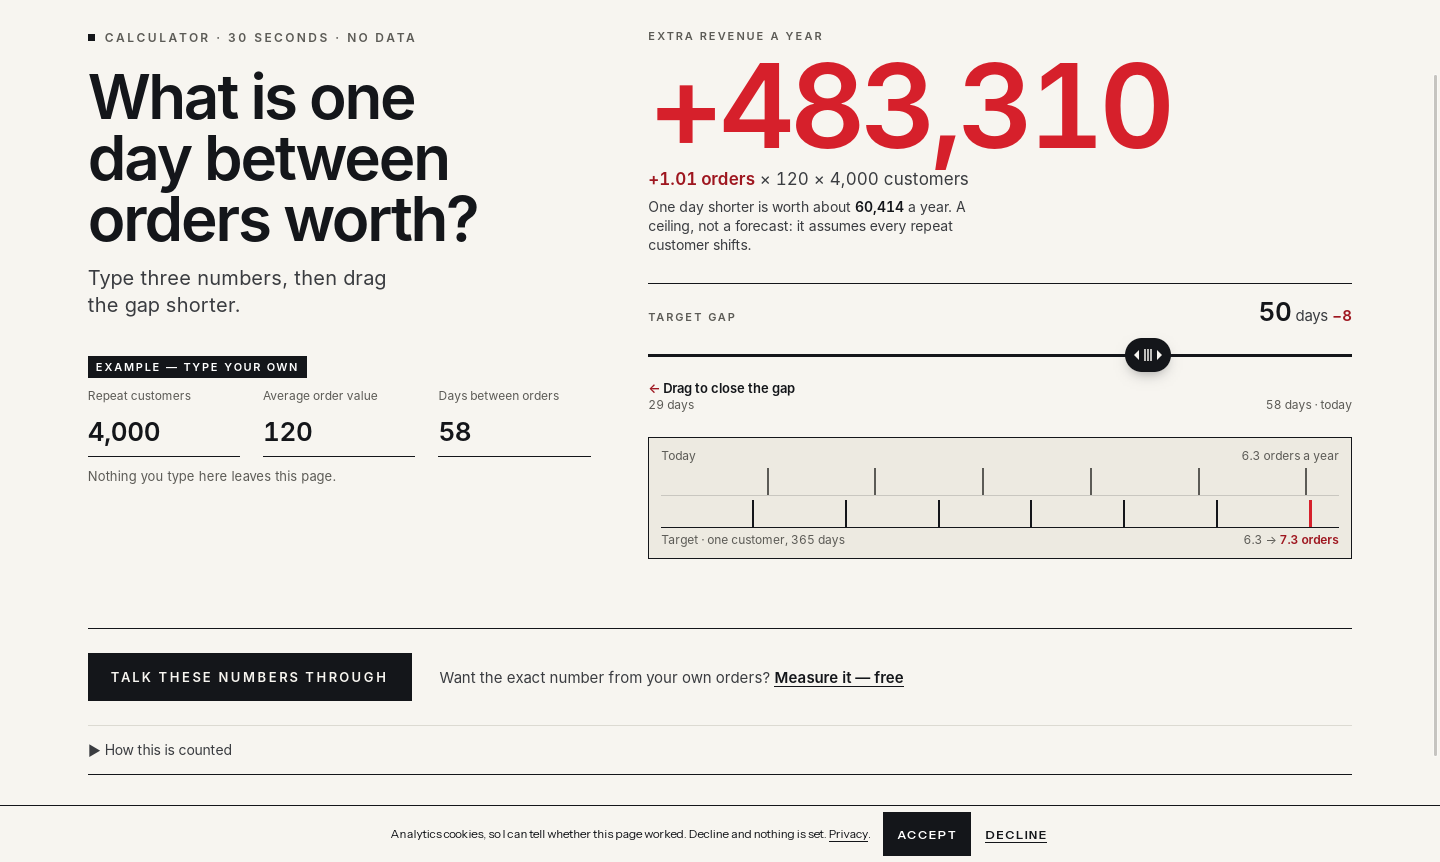 CALCULATOR · 30 SECONDS · NO DATA
What is one
day between
orders worth?
Type three numbers, then drag
the gap shorter.
EXAMPLE — TYPE YOUR OWN
Repeat customers
4,000
Average order value
120
Days between orders
58
Nothing you type here leaves this page.
EXTRA REVENUE A YEAR
+483,310
+1.01 orders × 120 × 4,000 customers
One day shorter is worth about 60,414 a year. A
ceiling, not a forecast: it assumes every repeat
customer shifts.
TARGET GAP
50 days −8
← Drag to close the gap
29 days
58 days · today
Today
6.3 orders a year
Target · one customer, 365 days
6.3 → 7.3 orders
TALK THESE NUMBERS THROUGH
Want the exact number from your own orders? Measure it — free
▶ How this is counted
Analytics cookies, so I can tell whether this page worked. Decline and nothing is set. Privacy.
ACCEPT
DECLINE